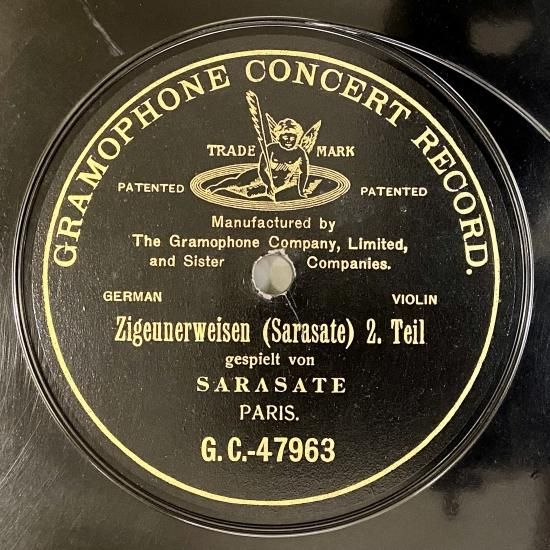 GRAMOPHONE CONCERT RECORD.
TRADE MARK
PATENTED PATENTED
Manufactured by
The Gramophone Company, Limited,
and Sister Companies.
GERMAN VIOLIN
Zigeunerweisen (Sarasate) 2. Teil
gespielt von
SARASATE
PARIS.
G.C.-47963